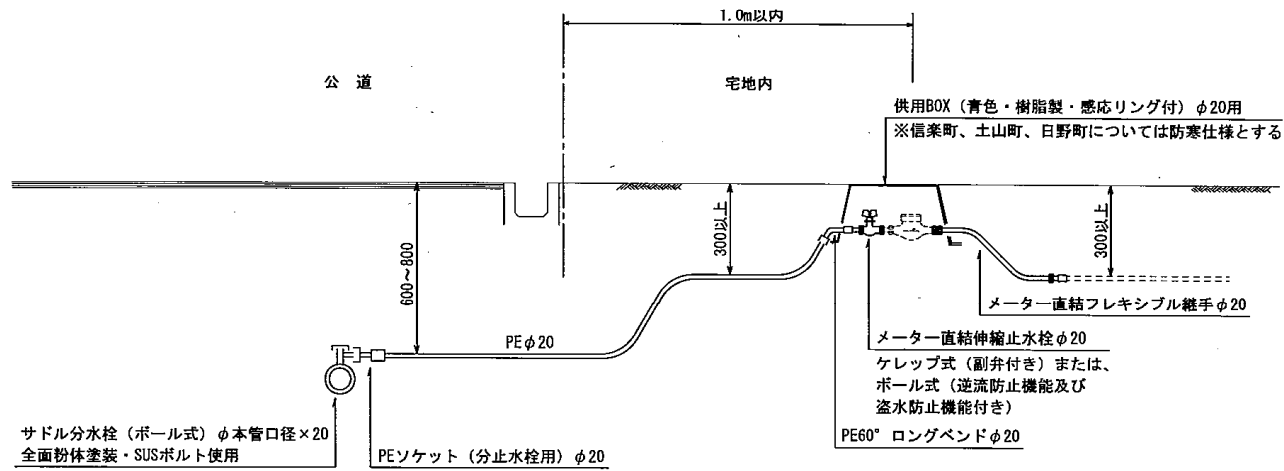 1.0m以内
公 道
宅地内
供用BOX(青色・樹脂製・感応リング付)φ20用
※信楽町、土山町、日野町については防寒仕様とする
600~800
300以上
300以上
PEφ20
メーター直結フレキシブル継手φ20
メーター直結伸縮止水栓φ20
ケレップ式(副弁付き)または、
ボール式(逆流防止機能及び
盗水防止機能付き)
PE60° ロングベンドφ20
サドル分水栓(ボール式)φ本管口径×20
全面粉体塗装・SUSボルト使用
PEソケット(分止水栓用)φ20